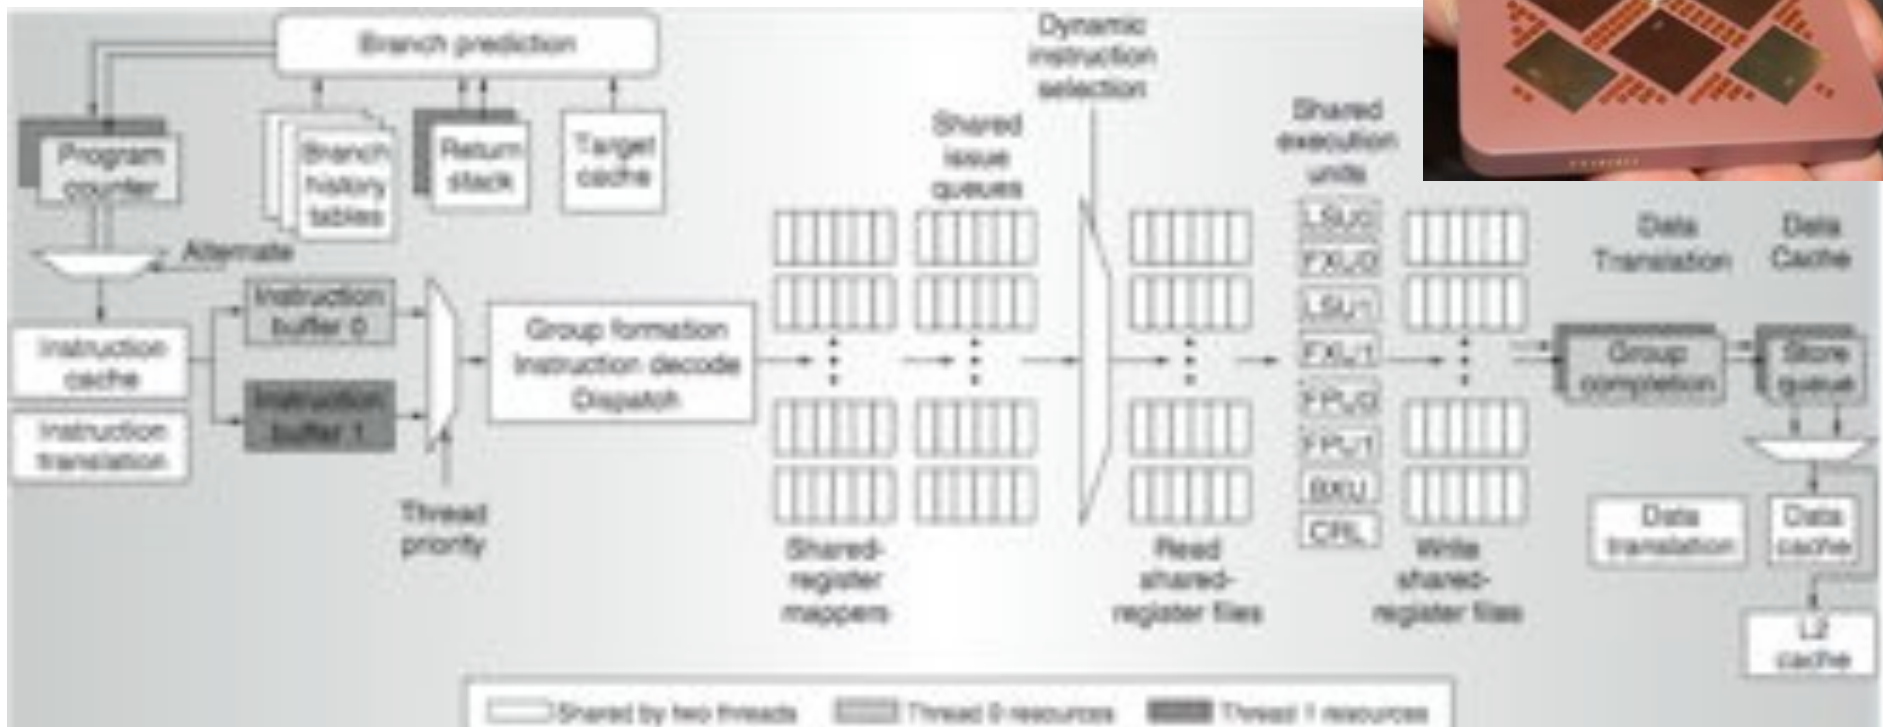 Branch prediction
Program
counter
Branch
history
tables
Return
stack
Target
cache
Alternate
Instruction
cache
Instruction
translation
Instruction
buffer 0
Instruction
buffer 1
Thread
priority
Group formation
Instruction decode
Dispatch
Shared-
register
mappers
Shared
issue
queues
Dynamic
instruction
selection
Read
shared-
register files
Shared
execution
units
LSU0
FXU0
LSU1
FXU1
FPU0
FPU1
BXU
CRL
Write
shared-
register files
Data
Translation
Data
Cache
Group
completion
Store
queue
Data
translation
Data
cache
L2
cache
Shared by two threads
Thread 0 resources
Thread 1 resources